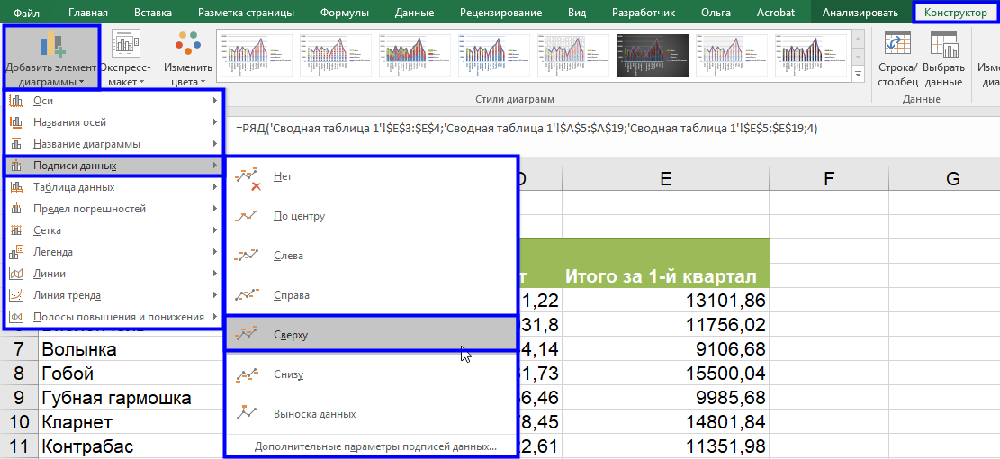 Файл Главная Вставка Разметка страницы Формулы Данные Рецензирование Вид Разработчик Ольга Acrobat Анализировать Конструктор
Добавить элемент диаграммы
Экспресс-макет
Изменить цвета
Строка/столбец
Выбрать данные
Стили диаграмм
Данные
=РЯД('Сводная таблица 1'!$E$3:$E$4;'Сводная таблица 1'!$A$5:$A$19;'Сводная таблица 1'!$E$5:$E$19;4)
Оси
Названия осей
Название диаграммы
Подписи данных
Таблица данных
Предел погрешностей
Сетка
Легенда
Линии
Линия тренда
Полосы повышения и понижения
Нет
По центру
Слева
Справа
Сверху
Снизу
Выноска данных
Дополнительные параметры подписей данных...
E F G
Итого за 1-й квартал
1,22 13101,86
31,8 11756,02
7 Волынка 4,14 9106,68
8 Гобой 1,73 15500,04
9 Губная гармошка 6,46 9985,68
10 Кларнет 8,45 14801,84
11 Контрабас 2,61 11351,98